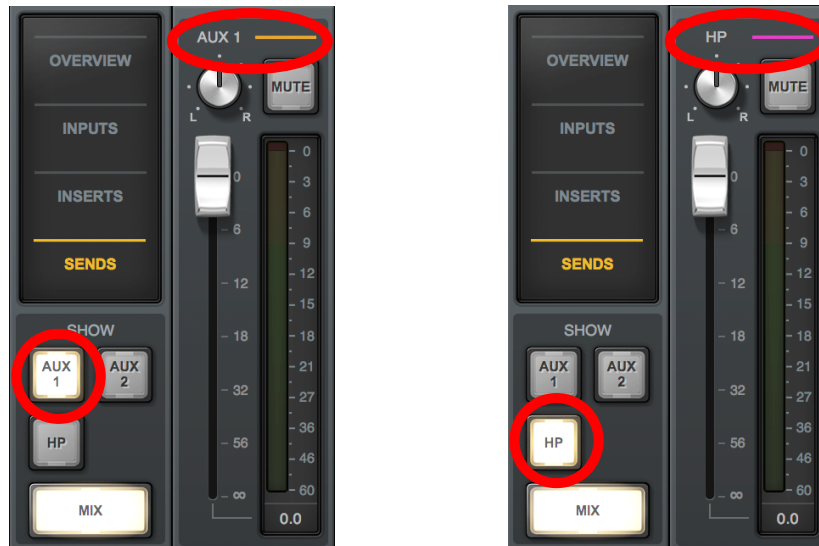 AUX 1
OVERVIEW
MUTE
L R
INPUTS
0
0
3
INSERTS
6
6
9
SENDS
12
12
15
SHOW
18
18
AUX 1
AUX 2
21
32
27
HP
36
56
46
∞
60
MIX
0.0
HP
OVERVIEW
MUTE
L R
INPUTS
0
0
3
INSERTS
6
6
9
SENDS
12
12
15
SHOW
18
18
AUX 1
AUX 2
21
32
27
HP
36
56
46
∞
60
MIX
0.0